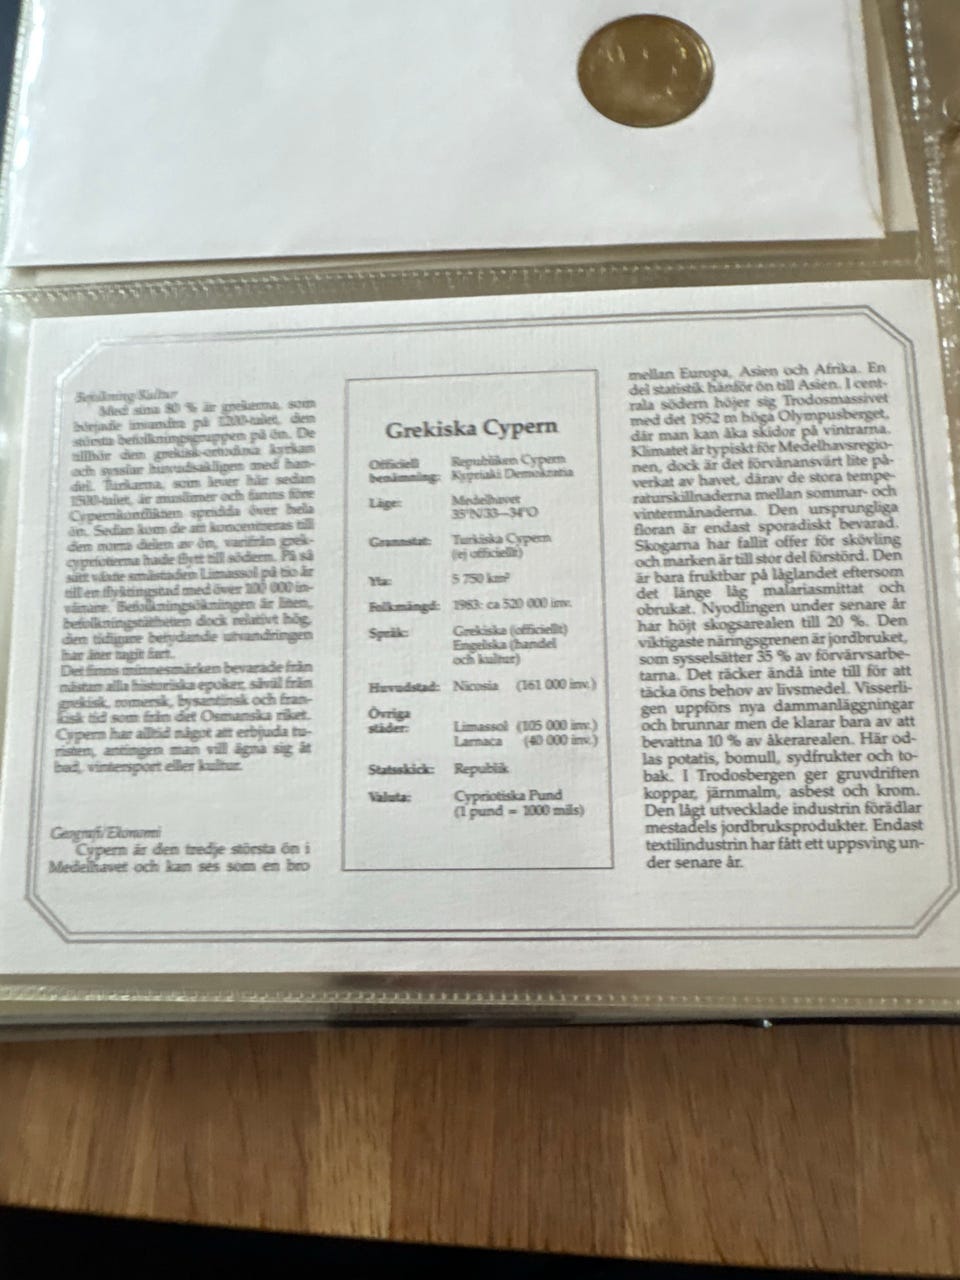 Befolkning/Kultur
Med sina 80 % är grekerna, som
började invandra på 1200-talet, den
största befolkningsgruppen på ön. De
tillhör den grekisk-ortodoxa kyrkan
och sysslar huvudsakligen med han-
del. Turkarna, som lever här sedan
1500-talet, är muslimer och fanns före
Cypernkonflikten spridda över hela
ön. Sedan kom de att koncentreras till
den norra delen av ön, varifrån grek-
cyprioterna hade flytt till södern. På så
sätt växte småstaden Limassol på tio år
till en flyktingstad med över 100 000 in-
vånare. Befolkningsökningen är liten,
befolkningstätheten dock relativt hög,
den tidigare betydande utvandringen
har åter tagit fart.
Det finns minnesmärken bevarade från
nästan alla historiska epoker, såväl från
grekisk, romersk, bysantinsk och fran-
kisk tid som från det Osmanska riket.
Cypern har alltid något att erbjuda tu-
risten, antingen man vill ägna sig åt
bad, vintersport eller kultur.
Geografi/Ekonomi
Cypern är den tredje största ön i
Medelhavet och kan ses som en bro
Grekiska Cypern
Officiell benämning: Republiken Cypern
Kypriaki Demokratia
Läge: Medelhavet
35°N/33—34°O
Grannstat: Turkiska Cypern
(ej officiellt)
Yta: 5 750 km²
Folkmängd: 1983: ca 520 000 inv.
Språk: Grekiska (officiellt)
Engelska (handel
och kultur)
Huvudstad: Nicosia (161 000 inv.)
Övriga
städer: Limassol (105 000 inv.)
Larnaca (40 000 inv.)
Statsskick: Republik
Valuta: Cypriotiska Pund
(1 pund = 1000 mils)
mellan Europa, Asien och Afrika. En
del statistik hänför ön till Asien. I cent-
rala södern höjer sig Trodosmassivet
med det 1952 m höga Olympusberget,
där man kan åka skidor på vintrarna.
Klimatet är typiskt för Medelhavsregio-
nen, dock är det förvånansvärt lite på-
verkat av havet, därav de stora tempe-
raturskillnaderna mellan sommar- och
vintermånaderna. Den ursprungliga
floran är endast sporadiskt bevarad.
Skogarna har fallit offer för skövling
och marken är till stor del förstörd. Den
är bara fruktbar på låglandet eftersom
det länge låg malariasmittat och
obrukat. Nyodlingen under senare år
har höjt skogsarealen till 20 %. Den
viktigaste näringsgrenen är jordbruket,
som sysselsätter 35 % av förvärvsarbe-
tarna. Det räcker ändå inte till för att
täcka öns behov av livsmedel. Visserli-
gen uppförs nya dammanläggningar
och brunnar men de klarar bara av att
bevattna 10 % av åkerarealen. Här od-
las potatis, bomull, sydfrukter och to-
bak. I Trodosbergen ger gruvdriften
koppar, järnmalm, asbest och krom.
Den lågt utvecklade industrin förädlar
mestadels jordbruksprodukter. Endast
textilindustrin har fått ett uppsving un-
der senare år.